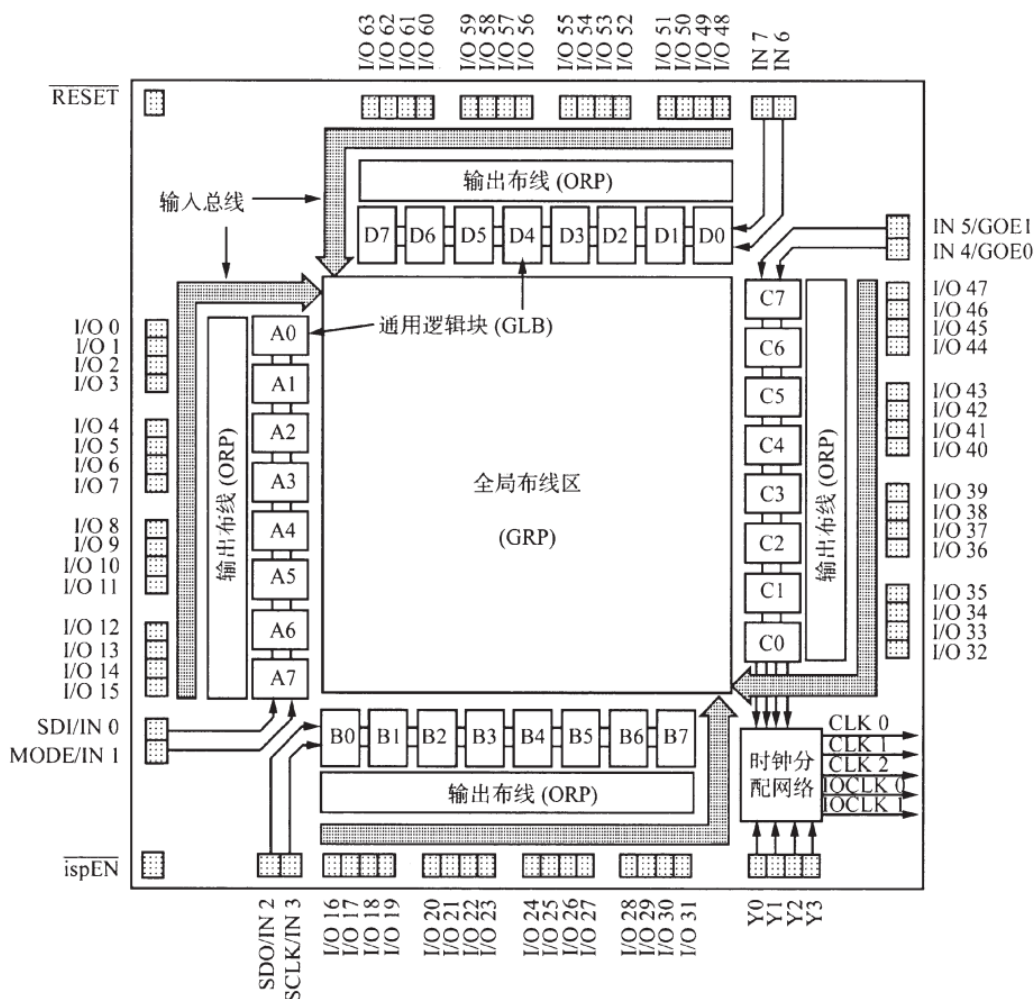 I/O 63
I/O 62
I/O 61
I/O 60
I/O 59
I/O 58
I/O 57
I/O 56
I/O 55
I/O 54
I/O 53
I/O 52
I/O 51
I/O 50
I/O 49
I/O 48
IN 7
IN 6
RESET
输出布线 (ORP)
输入总线
D7
D6
D5
D4
D3
D2
D1
D0
IN 5/GOE1
IN 4/GOE0
通用逻辑块 (GLB)
I/O 0
I/O 1
I/O 2
I/O 3
I/O 4
I/O 5
I/O 6
I/O 7
I/O 8
I/O 9
I/O 10
I/O 11
I/O 12
I/O 13
I/O 14
I/O 15
SDI/IN 0
MODE/IN 1
输出布线 (ORP)
A0
A1
A2
A3
A4
A5
A6
A7
全局布线区
(GRP)
C7
C6
C5
C4
C3
C2
C1
C0
输出布线 (ORP)
I/O 47
I/O 46
I/O 45
I/O 44
I/O 43
I/O 42
I/O 41
I/O 40
I/O 39
I/O 38
I/O 37
I/O 36
I/O 35
I/O 34
I/O 33
I/O 32
B0
B1
B2
B3
B4
B5
B6
B7
输出布线 (ORP)
时钟分
配网络
CLK 0
CLK 1
CLK 2
IOCLK 0
IOCLK 1
ispEN
SDO/IN 2
SCLK/IN 3
I/O 16
I/O 17
I/O 18
I/O 19
I/O 20
I/O 21
I/O 22
I/O 23
I/O 24
I/O 25
I/O 26
I/O 27
I/O 28
I/O 29
I/O 30
I/O 31
Y0
Y1
Y2
Y3